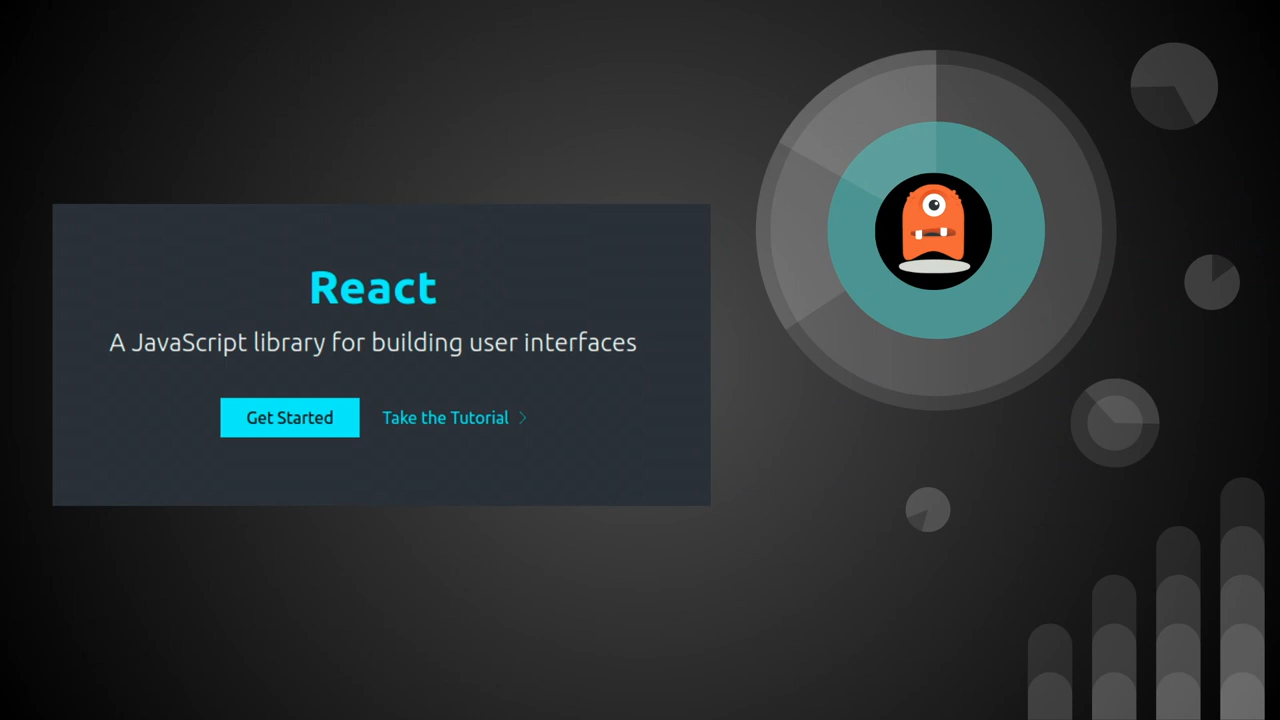 React
A JavaScript library for building user interfaces
Get Started
Take the Tutorial